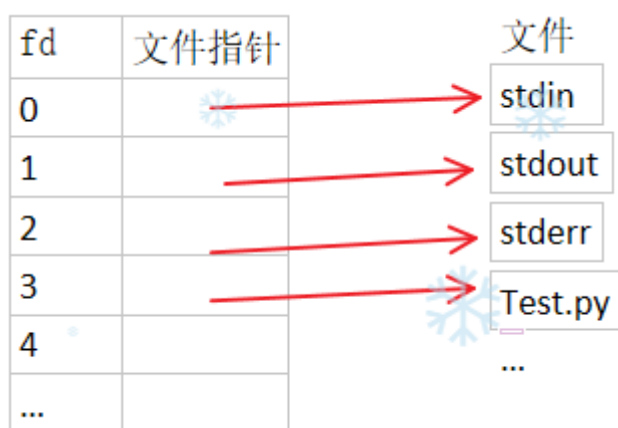 fd 文件指针
0
1
2
3
4
...
文件
stdin
stdout
stderr
Test.py
...